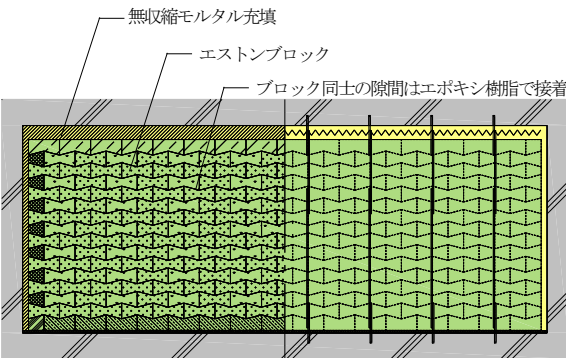 無収縮モルタル充填
エストンブロック
ブロック同士の隙間はエポキシ樹脂で接着